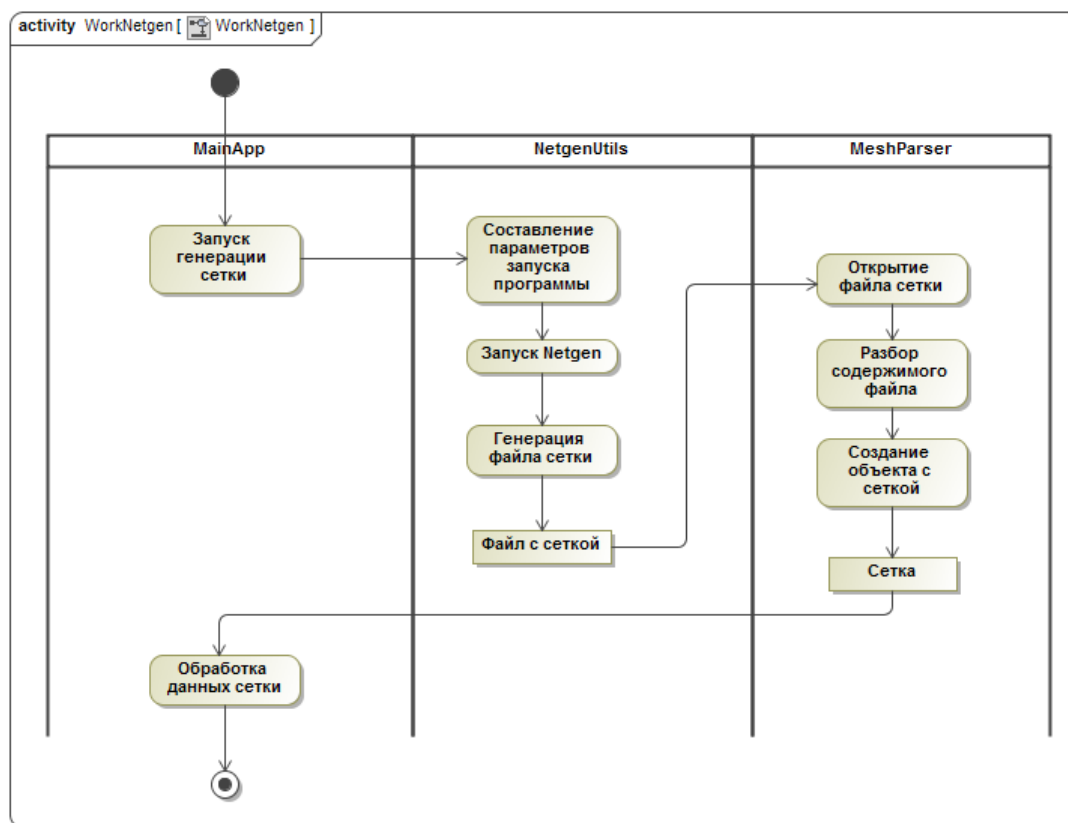 activity WorkNetgen [ WorkNetgen ]
MainApp
NetgenUtils
MeshParser
Запуск
генерации
сетки
Составление
параметров
запуска
программы
Запуск Netgen
Генерация
файла сетки
Файл с сеткой
Открытие
файла сетки
Разбор
содержимого
файла
Создание
объекта с
сеткой
Сетка
Обработка
данных сетки